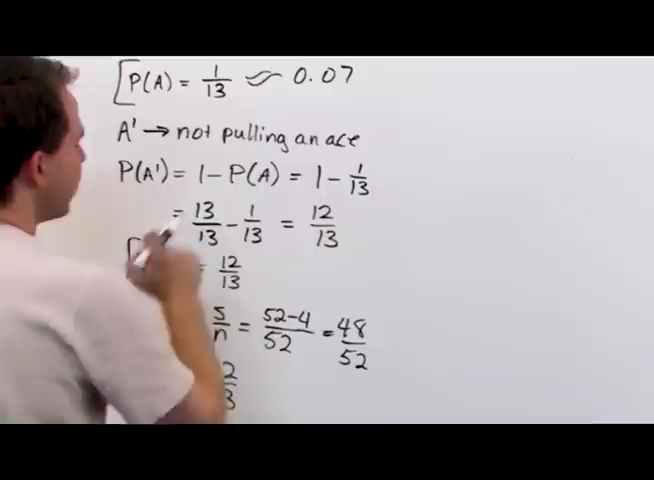 P(A) = 1/13 ≈ 0.07
A' → not pulling an ace
P(A') = 1 - P(A) = 1 - 1/13
= 13/13 - 1/13 = 12/13
= 12/13
s/n = 52-4/52 = 48/52